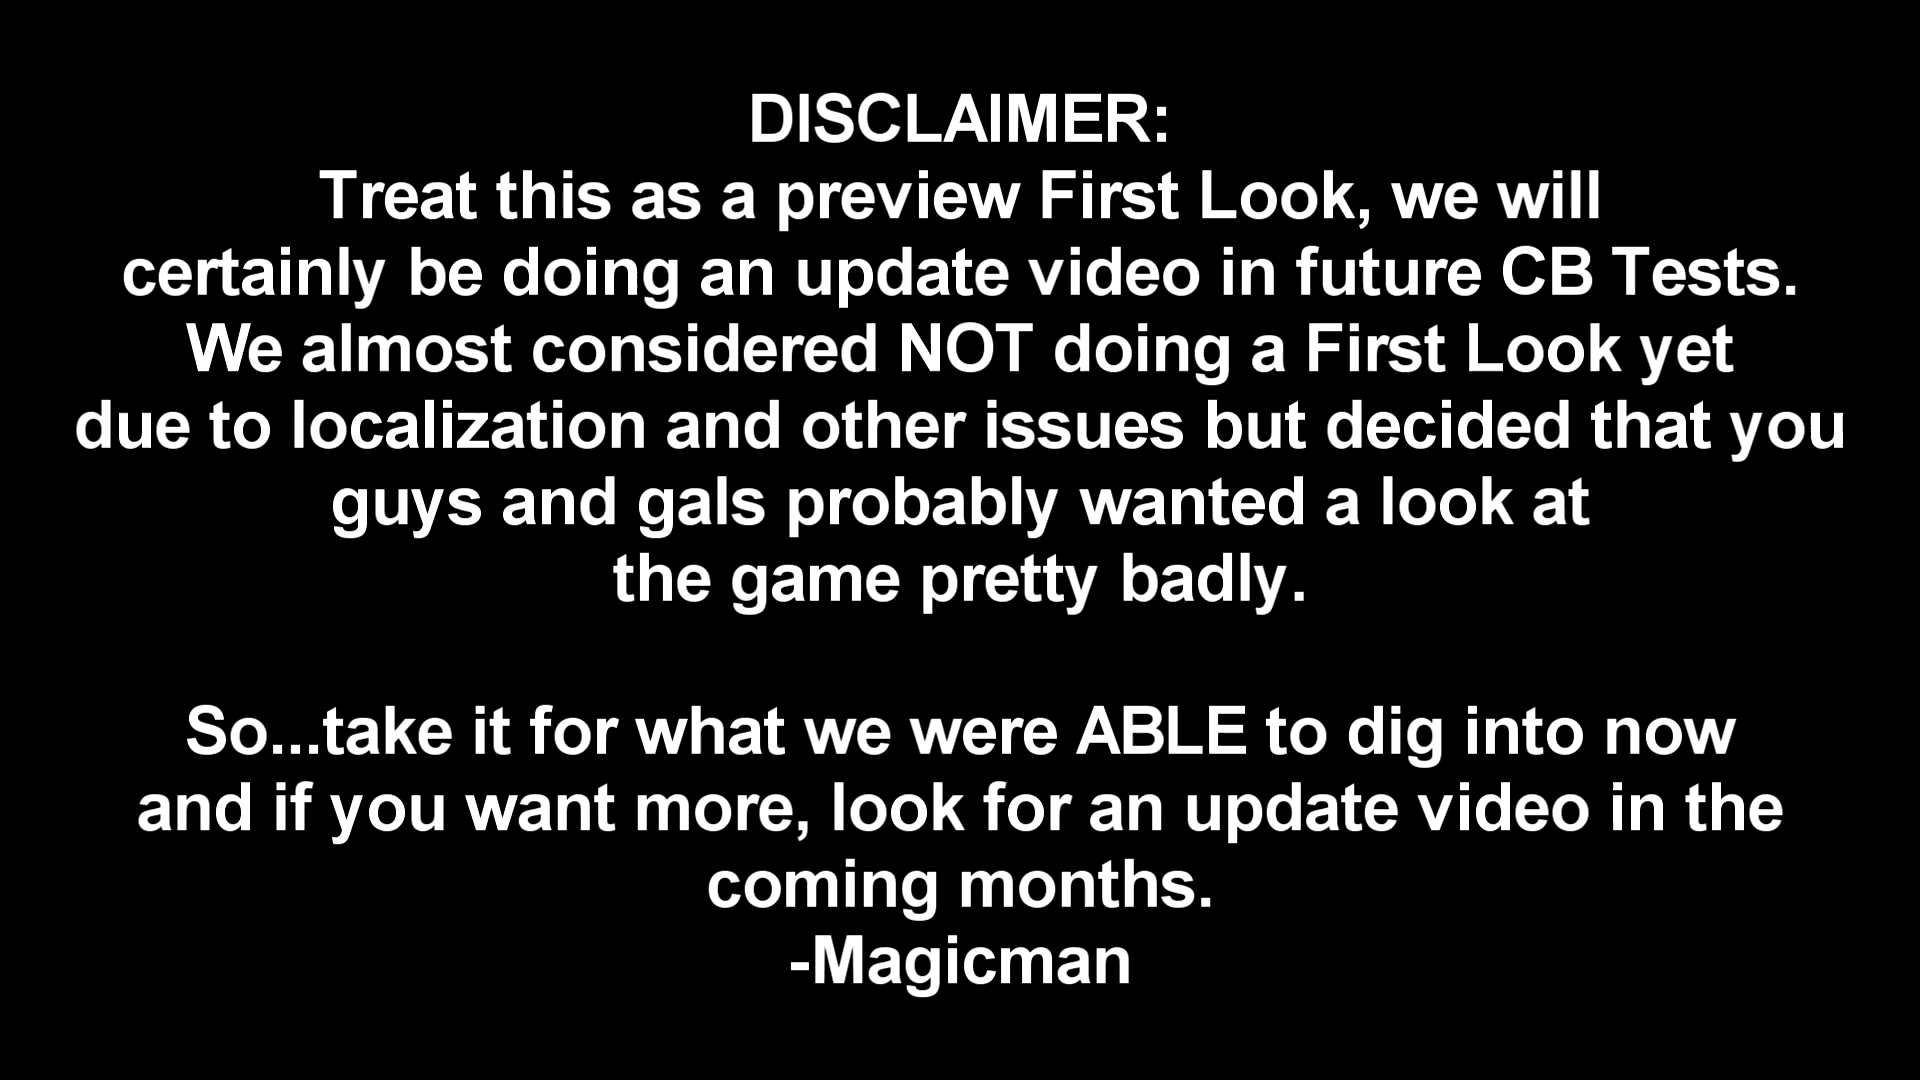 DISCLAIMER:
Treat this as a preview First Look, we will
certainly be doing an update video in future CB Tests.
We almost considered NOT doing a First Look yet
due to localization and other issues but decided that you
guys and gals probably wanted a look at
the game pretty badly.
So...take it for what we were ABLE to dig into now
and if you want more, look for an update video in the
coming months.
-Magicman